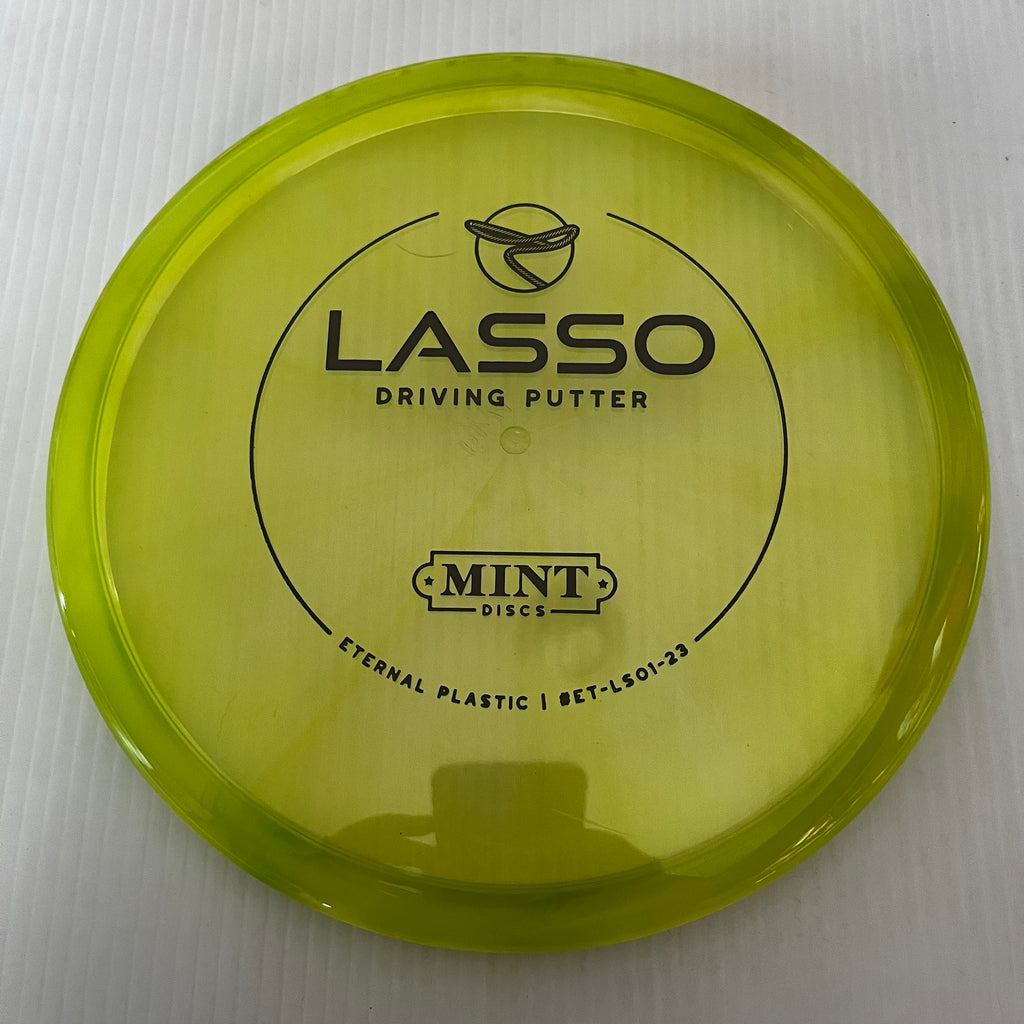 LASSO
DRIVING PUTTER
MINT
DISCS
ETERNAL PLASTIC | #ET-LS01-23